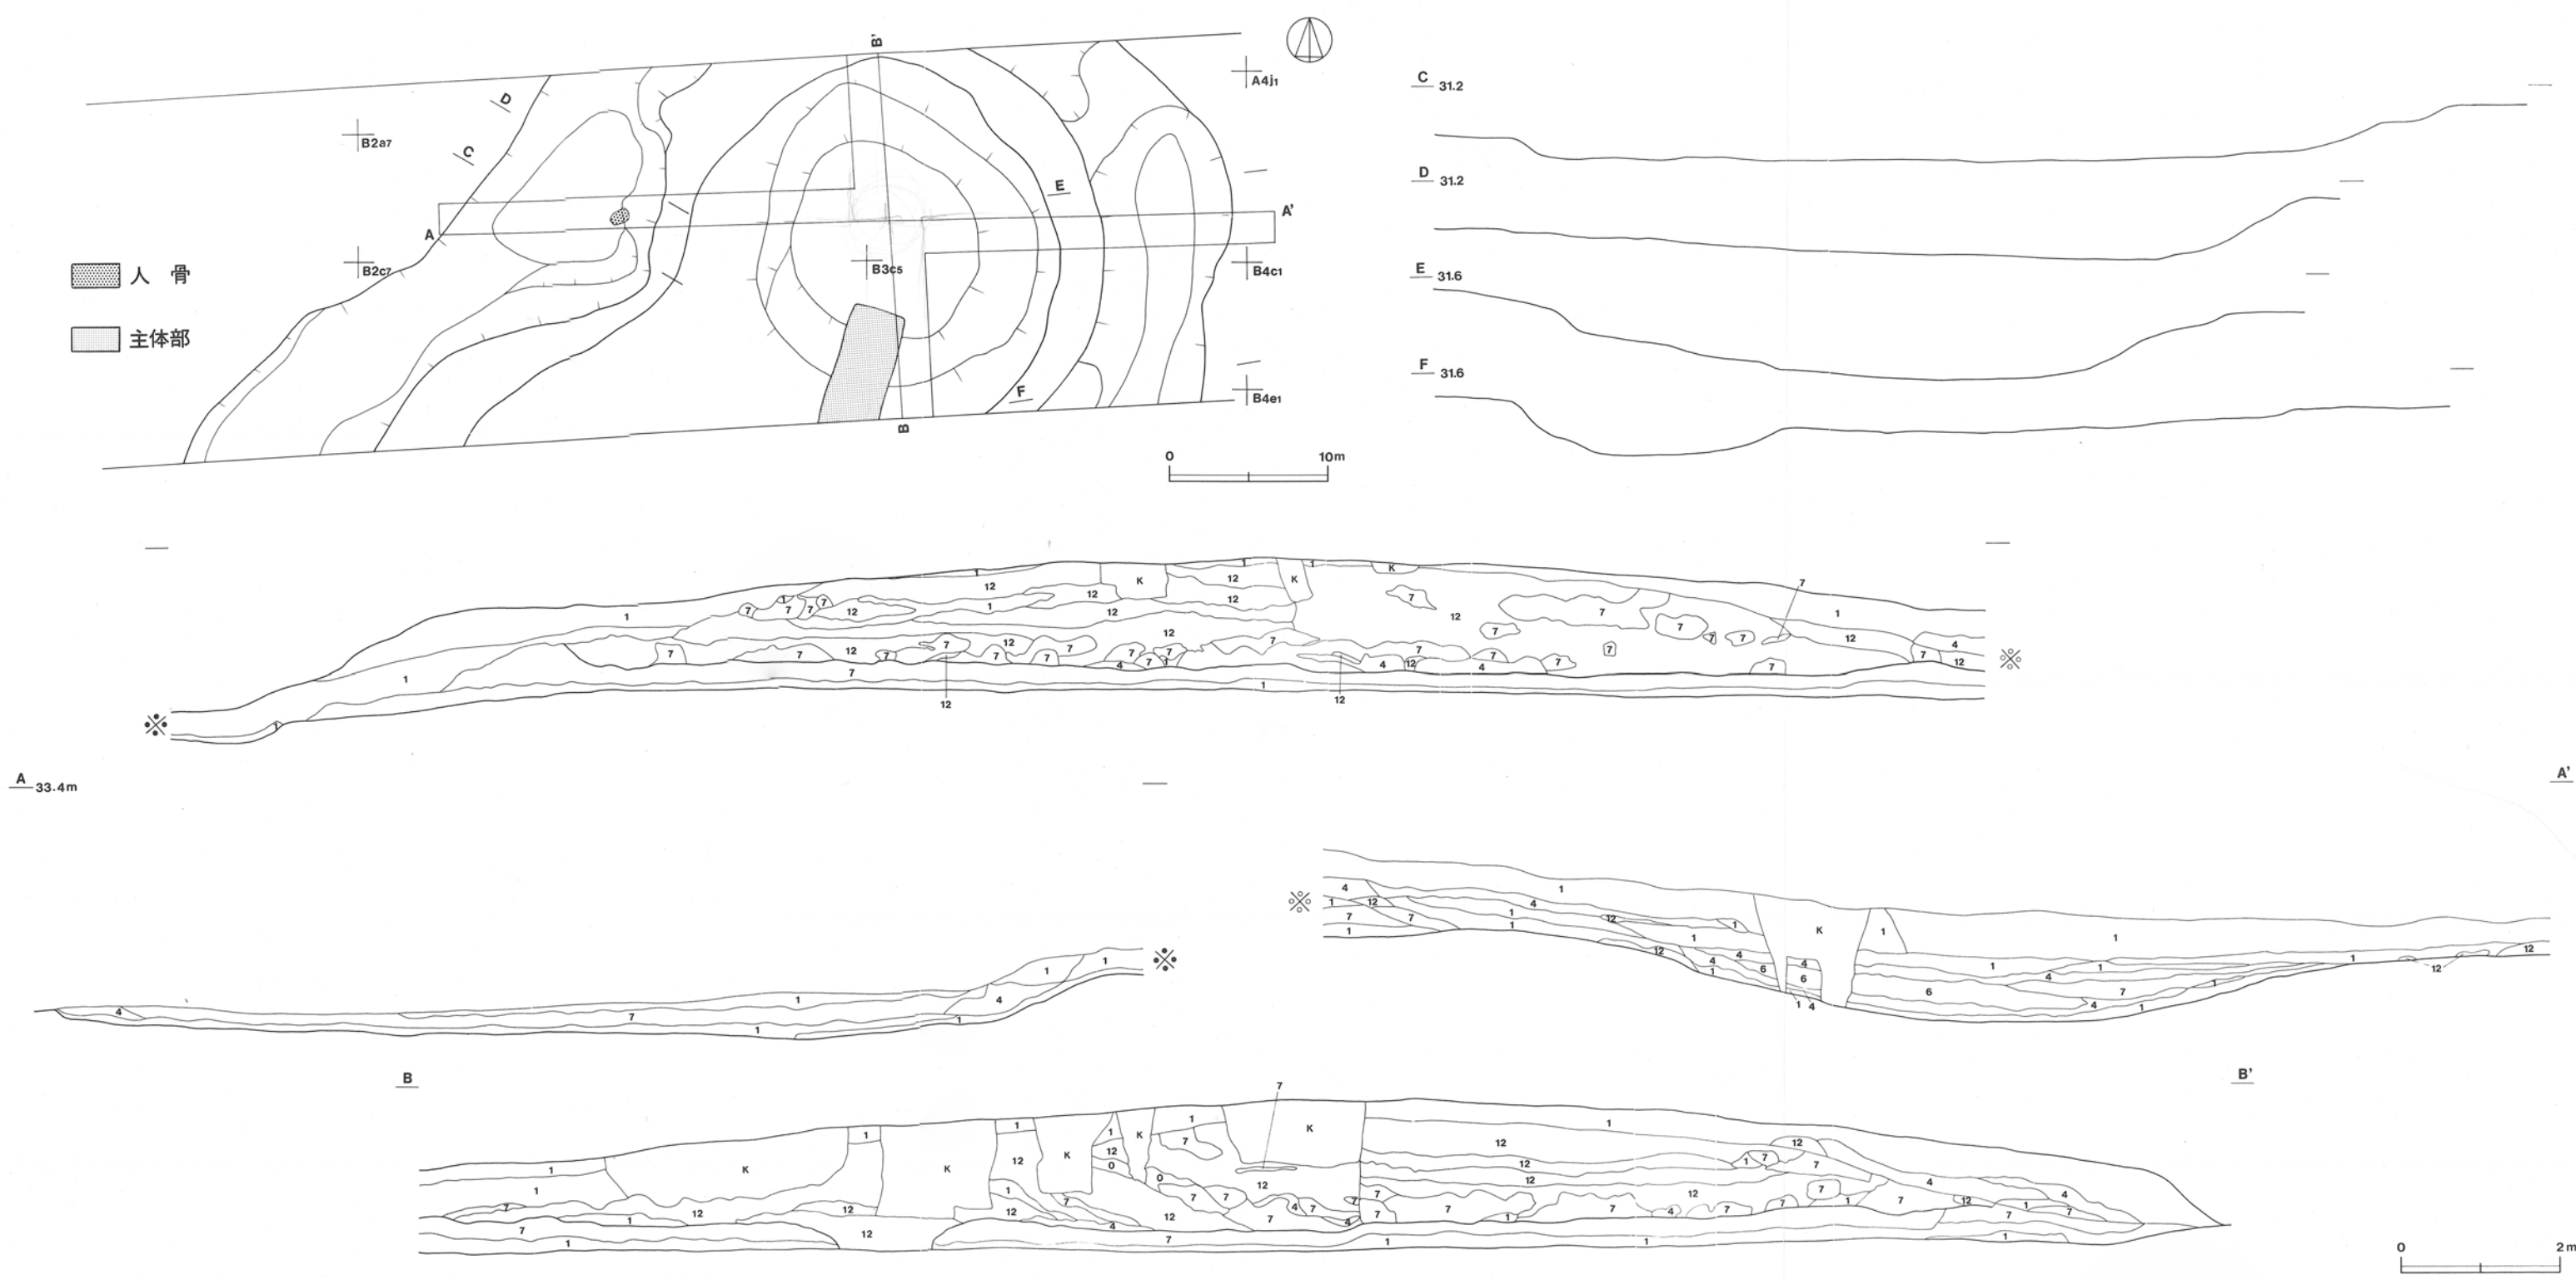 B'
A4j1
D
B2a7
C
E
A
A'
人 骨
B2c7
B3c5
B4c1
主体部
F
B4e1
B
0 10m
C 31.2
D 31.2
E 31.6
F 31.6
1 12 K 12 1 K 1 K 7
7 1 7 7 7 12 1 12 12 12 7 12 7 1
1 12 7 7 7 7 12 4
7 7 12 7 7 12 7 7 7 7 7 7 7 7 7 7 12
4 7 1 4 12 4
1 7 1
12 12
※ 1 ※
A 33.4m A'
※ 4 1 12 4 1 12 1 K 1 1
7 7 1 1 1 12 4 4 6 4 6 1 4 1 1 4 6 7 4 1 1 1 12 12
1 1 ※
4 1 7 1 4 1
B B'
7
1 K 1 K 1 12 K 1 12 0 K 1 7 K 1
1 12 12 12 7
7 12 12 1 12 7 0 7 7 12 4 7 7 7 12 1 7 12 7
7 1 12 4 12 7 4 7 7 1 7 4 7 7 7 1 7 4 12 1 4 7 7
1 7 1 1 1
0 2m